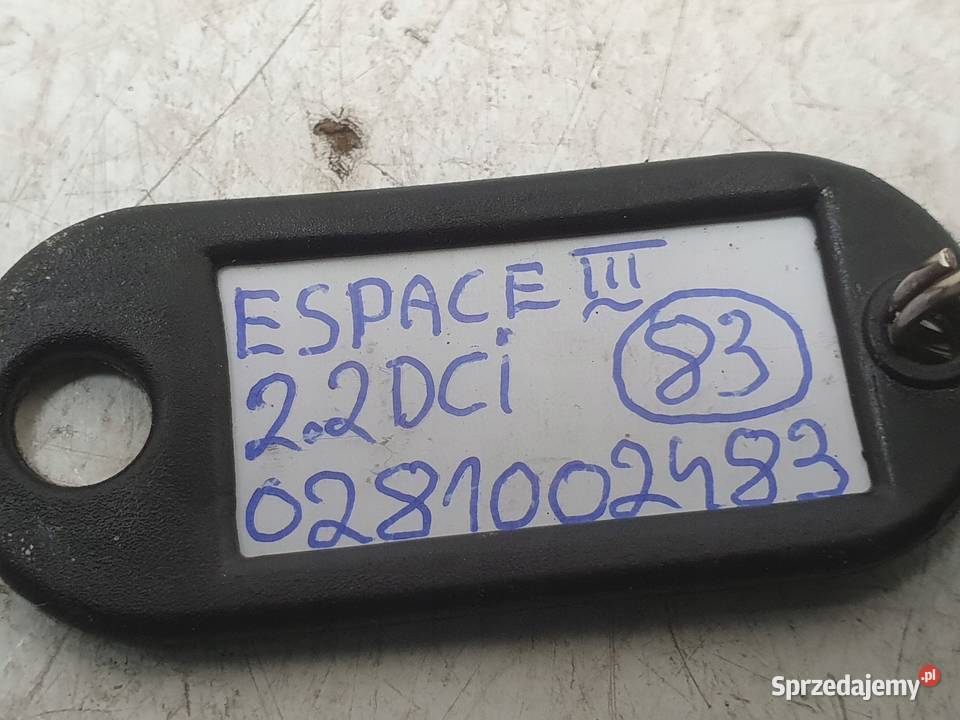 ESPACE III
2.2DCi 83
0281002483
Sprzedajemy.pl